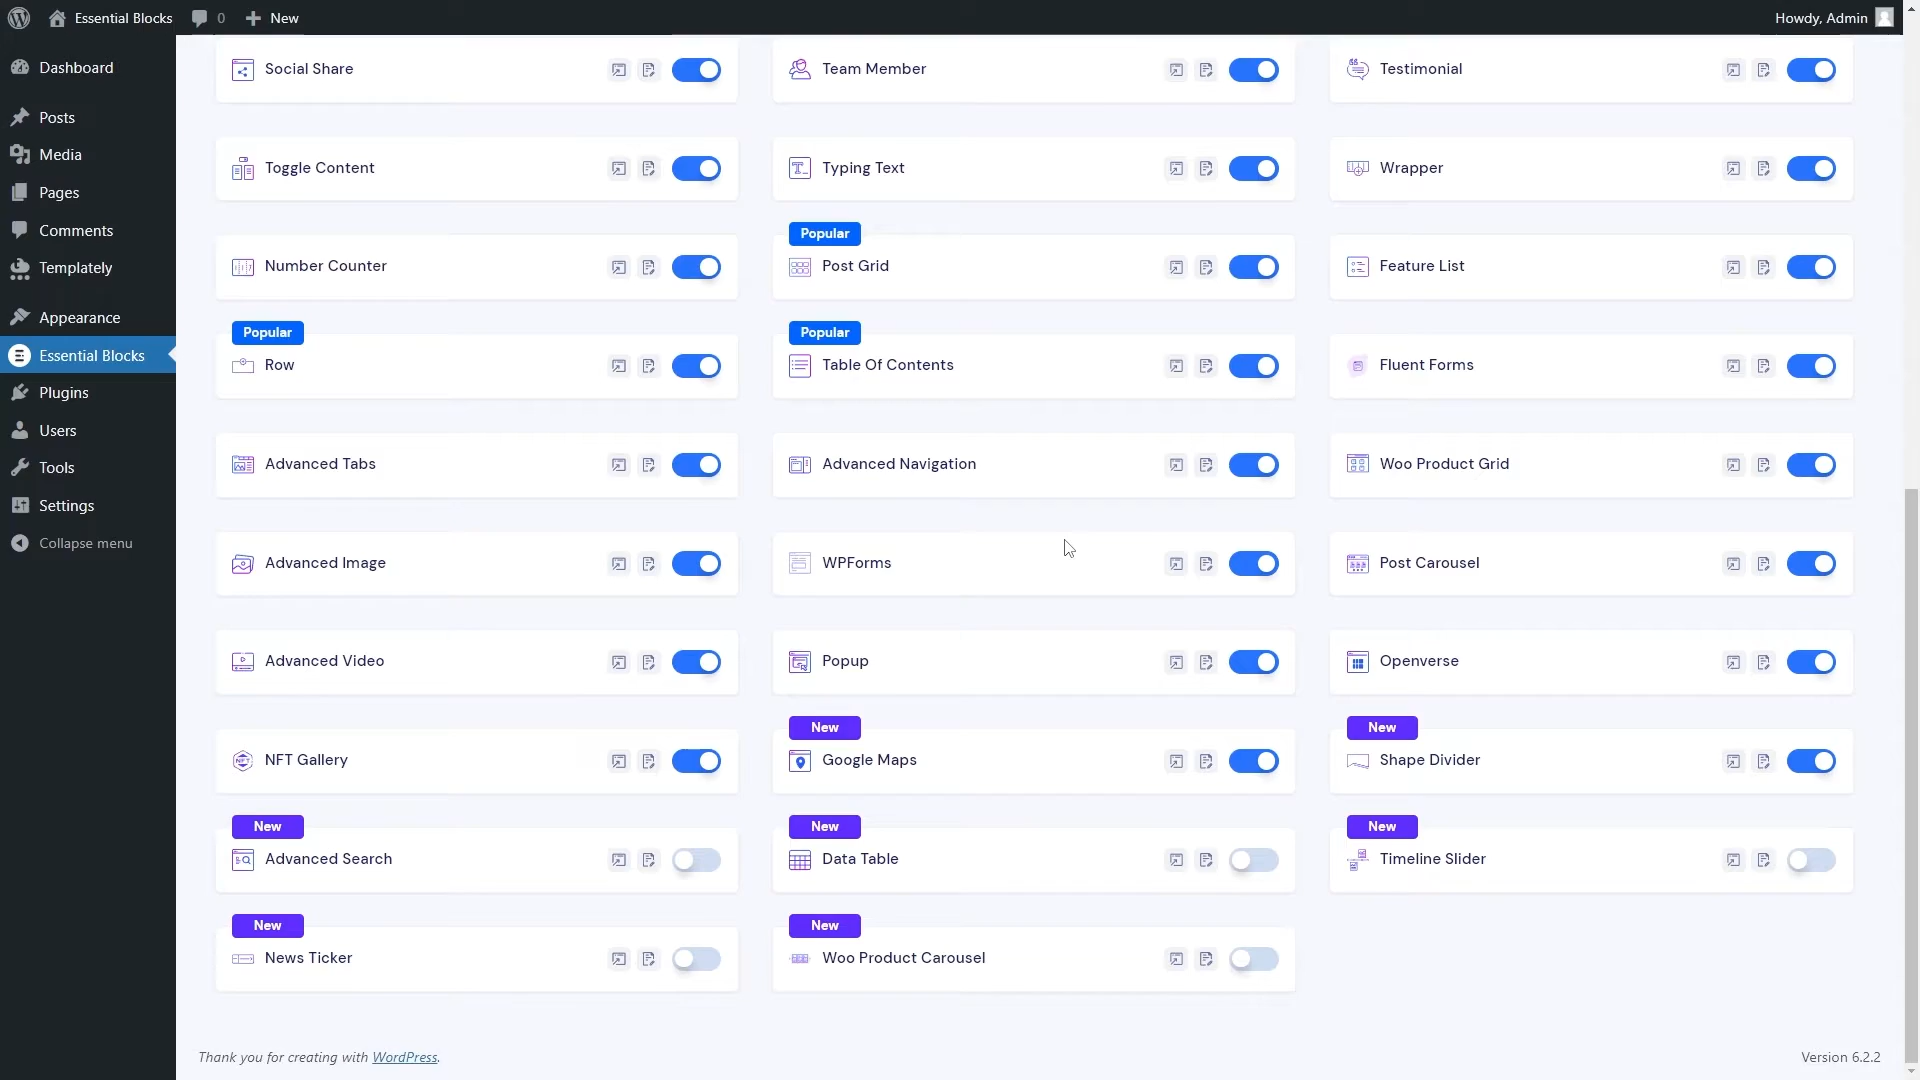 Essential Blocks
0
New
Howdy, Admin
Dashboard
Posts
Media
Pages
Comments
Templately
Appearance
Essential Blocks
Plugins
Users
Tools
Settings
Collapse menu
Social Share
Team Member
Testimonial
Toggle Content
Typing Text
Wrapper
Number Counter
Popular
Post Grid
Feature List
Popular
Row
Popular
Table Of Contents
Fluent Forms
Advanced Tabs
Advanced Navigation
Woo Product Grid
Advanced Image
WPForms
Post Carousel
Advanced Video
Popup
Openverse
NFT Gallery
New
Google Maps
New
Shape Divider
New
Advanced Search
New
Data Table
New
Timeline Slider
New
News Ticker
New
Woo Product Carousel
Thank you for creating with WordPress.
Version 6.2.2